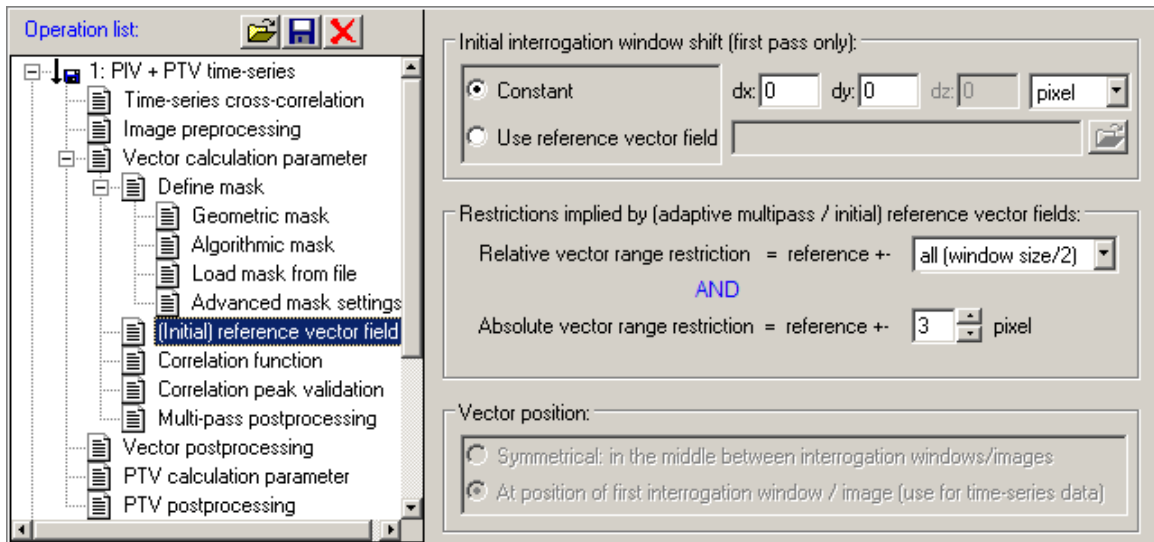 Operation list:
1: PIV + PTV time-series
Time-series cross-correlation
Image preprocessing
Vector calculation parameter
Define mask
Geometric mask
Algorithmic mask
Load mask from file
Advanced mask settings
(Initial) reference vector field
Correlation function
Correlation peak validation
Multi-pass postprocessing
Vector postprocessing
PTV calculation parameter
PTV postprocessing
Initial interrogation window shift (first pass only):
Constant dx: 0 dy: 0 dz: 0 pixel
Use reference vector field
Restrictions implied by (adaptive multipass / initial) reference vector fields:
Relative vector range restriction = reference +- all (window size/2)
AND
Absolute vector range restriction = reference +- 3 pixel
Vector position:
Symmetrical: in the middle between interrogation windows/images
At position of first interrogation window / image (use for time-series data)